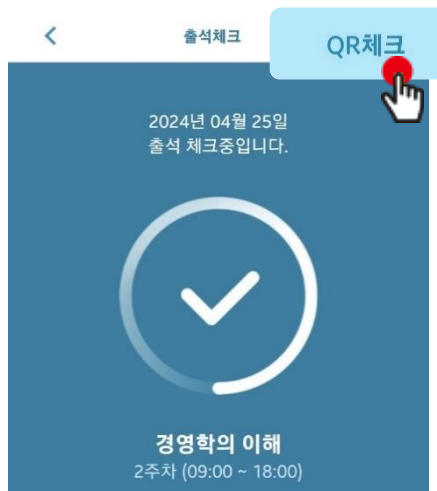 출석체크
QR체크
2024년 04월 25일
출석 체크중입니다.
경영학의 이해
2주차 (09:00 ~ 18:00)